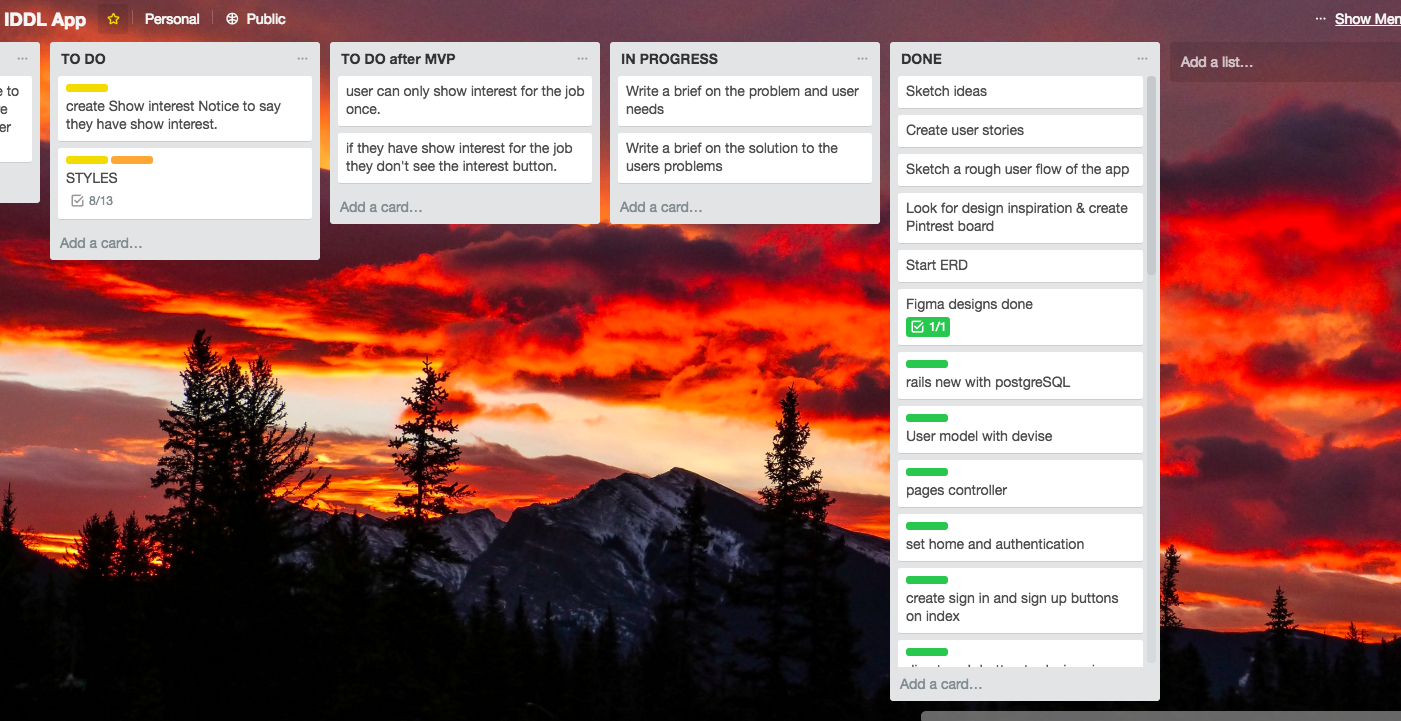 IDDL App
Personal
Public
... Show Men
e to
e
er
TO DO
create Show interest Notice to say
they have show interest.
STYLES
8/13
Add a card...
TO DO after MVP
user can only show interest for the job
once.
if they have show interest for the job
they don't see the interest button.
Add a card...
IN PROGRESS
Write a brief on the problem and user
needs
Write a brief on the solution to the
users problems
Add a card...
DONE
Sketch ideas
Create user stories
Sketch a rough user flow of the app
Look for design inspiration & create
Pintrest board
Start ERD
Figma designs done
1/1
rails new with postgreSQL
User model with devise
pages controller
set home and authentication
create sign in and sign up buttons
on index
Add a card...
Add a list...